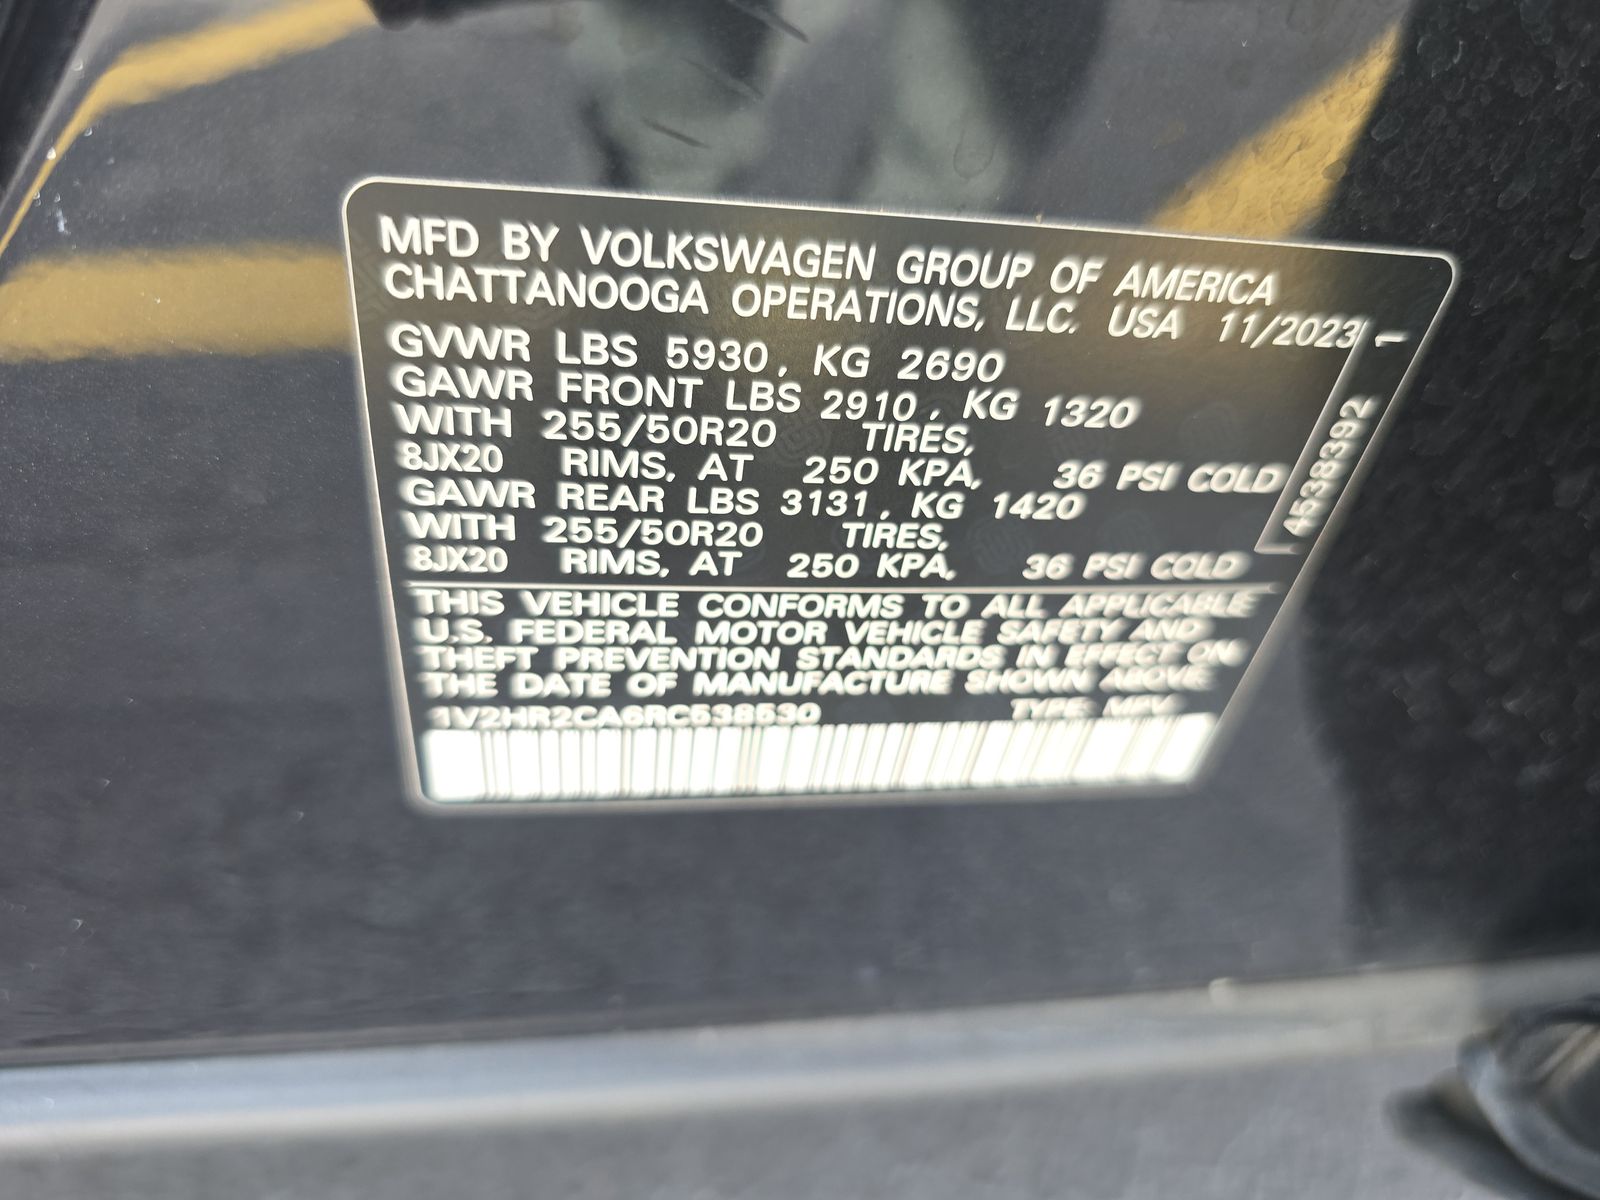 MFD BY VOLKSWAGEN GROUP OF AMERICA
CHATTANOOGA OPERATIONS, LLC. USA 11/2023
GVWR LBS 5930, KG 2690
GAWR FRONT LBS 2910, KG 1320
WITH 255/50R20 TIRES,
8JX20 RIMS, AT 250 KPA, 36 PSI COLD
GAWR REAR LBS 3131, KG 1420
WITH 255/50R20 TIRES,
8JX20 RIMS, AT 250 KPA, 36 PSI COLD
THIS VEHICLE CONFORMS TO ALL APPLICABLE
U.S. FEDERAL MOTOR VEHICLE SAFETY AND
THEFT PREVENTION STANDARDS IN EFFECT ON
THE DATE OF MANUFACTURE SHOWN ABOVE
1V2HR2CA6RC538530 TYPE: MPV
4538392 1